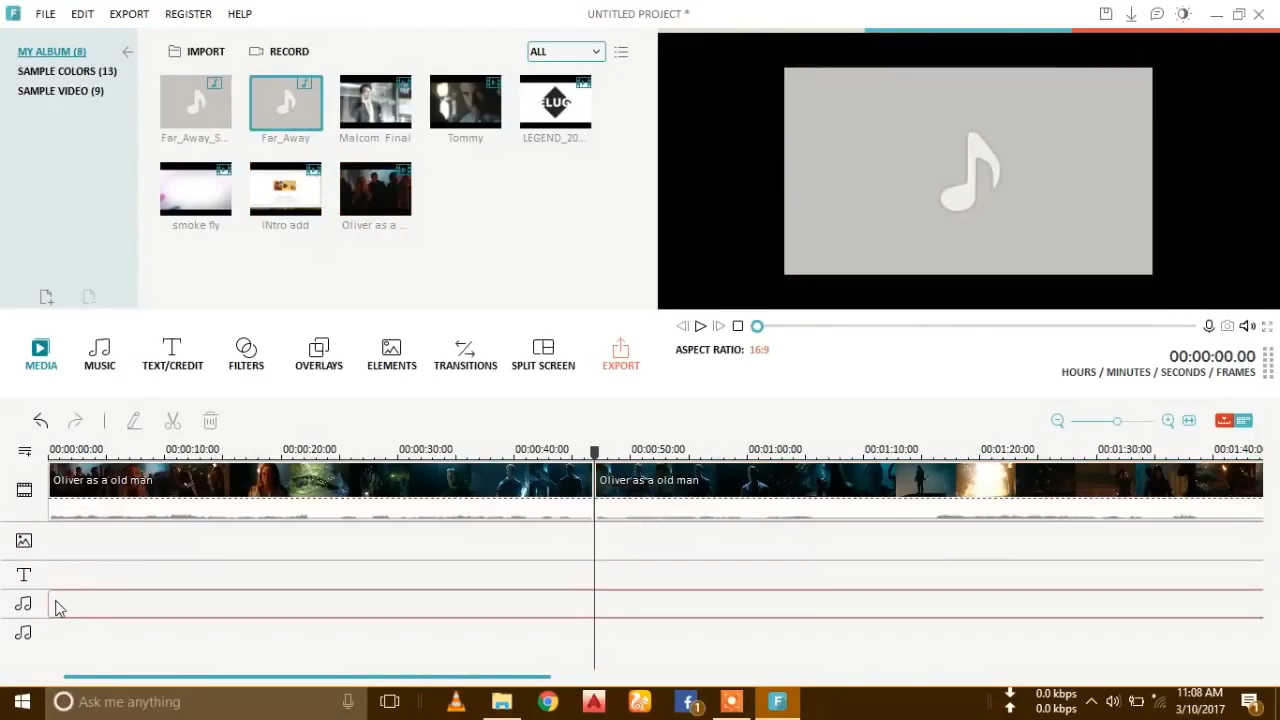 F FILE EDIT EXPORT REGISTER HELP UNTITLED PROJECT *
MY ALBUM (8) IMPORT RECORD ALL
SAMPLE COLORS (13)
SAMPLE VIDEO (9)
ELUG
Far_Away_S... Far_Away Malcom Final Tommy LEGEND_20...
smoke fly INtro add Oliver as a ...
MEDIA MUSIC TEXT/CREDIT FILTERS OVERLAYS ELEMENTS TRANSITIONS SPLIT SCREEN EXPORT
ASPECT RATIO: 16:9
00:00:00.00
HOURS / MINUTES / SECONDS / FRAMES
00:00:00:00 00:00:10:00 00:00:20:00 00:00:30:00 00:00:40:00 00:00:50:00 00:01:00:00 00:01:10:00 00:01:20:00 00:01:30:00 00:01:40:0
Oliver as a old man Oliver as a old man
T
Ask me anything 1 F 0.0 kbps 0.0 kbps 11:08 AM 3/10/2017 1